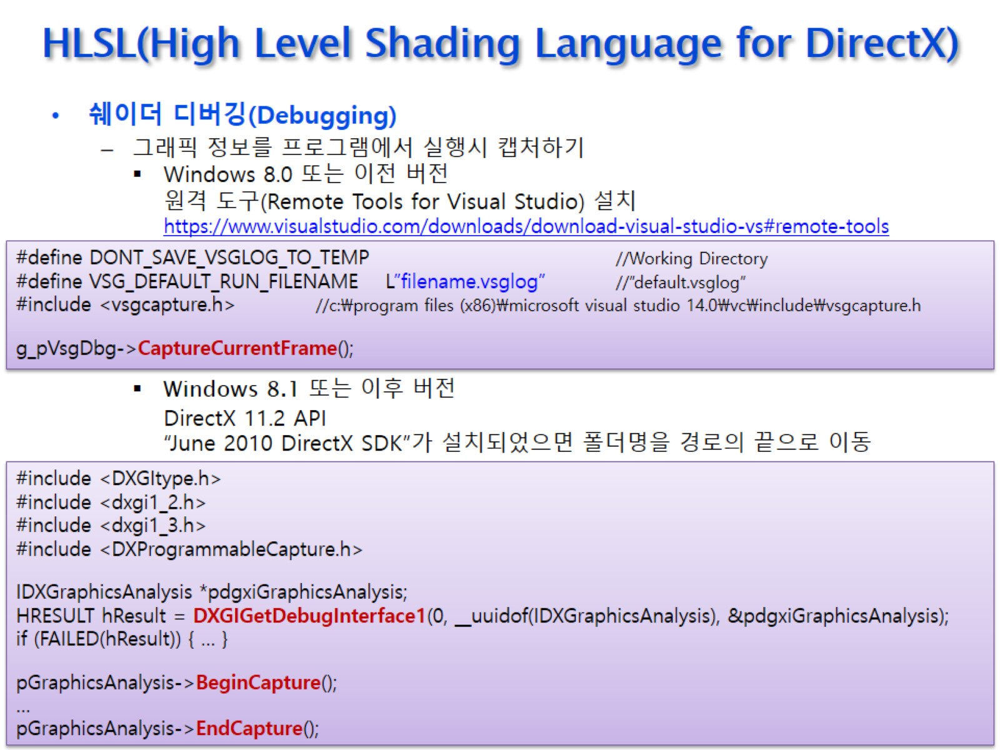 HLSL(High Level Shading Language for DirectX)
• 쉐이더 디버깅(Debugging)
– 그래픽 정보를 프로그램에서 실행시 캡처하기
▪ Windows 8.0 또는 이전 버전
원격 도구(Remote Tools for Visual Studio) 설치
https://www.visualstudio.com/downloads/download-visual-studio-vs#remote-tools
#define DONT_SAVE_VSGLOG_TO_TEMP //Working Directory
#define VSG_DEFAULT_RUN_FILENAME L”filename.vsglog” //”default.vsglog”
#include <vsgcapture.h> //c:₩program files (x86)₩microsoft visual studio 14.0₩vc₩include₩vsgcapture.h
g_pVsgDbg->CaptureCurrentFrame();
▪ Windows 8.1 또는 이후 버전
DirectX 11.2 API
“June 2010 DirectX SDK”가 설치되었으면 폴더명을 경로의 끝으로 이동
#include <DXGItype.h>
#include <dxgi1_2.h>
#include <dxgi1_3.h>
#include <DXProgrammableCapture.h>
IDXGraphicsAnalysis *pdgxiGraphicsAnalysis;
HRESULT hResult = DXGIGetDebugInterface1(0, __uuidof(IDXGraphicsAnalysis), &pdgxiGraphicsAnalysis);
if (FAILED(hResult)) { … }
pGraphicsAnalysis->BeginCapture();
…
pGraphicsAnalysis->EndCapture();